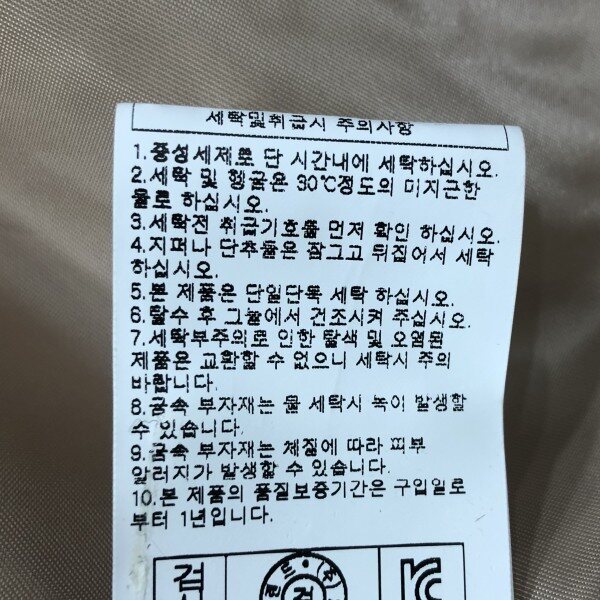 세탁및취급시 주의사항
1.중성세제로 단 시간내에 세탁하십시오.
2.세탁 및 헹굼은 30℃정도의 미지근한
물로 하십시오.
3.세탁전 취급기호를 먼저 확인 하십시오.
4.지퍼나 단추들은 잠그고 뒤집어서 세탁
하십시오.
5.본 제품은 단일단독 세탁 하십시오.
6.탈수 후 그늘에서 건조시켜 주십시오.
7.세탁부주의로 인한 탈색 및 오염된
제품은 교환할 수 없으니 세탁시 주의
바랍니다.
8.금속 부자재는 물 세탁시 녹이 발생할
수 있습니다.
9.금속 부자재는 체질에 따라 피부
알러지가 발생할 수 있습니다.
10.본 제품의 품질보증기간은 구입일로
부터 1년입니다.
검
검